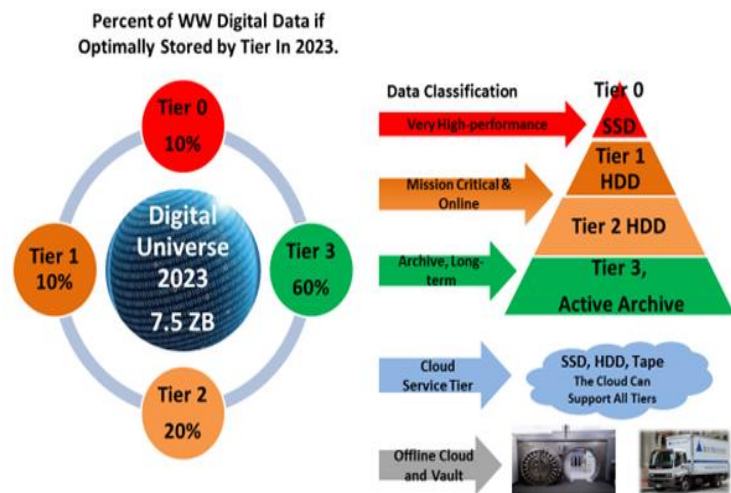 Percent of WW Digital Data if
Optimally Stored by Tier In 2023.
Tier 0
10%
Tier 1
10%
Digital
Universe
2023
7.5 ZB
Tier 3
60%
Tier 2
20%
Data Classification
Very High-performance
Mission Critical &
Online
Archive, Long-
term
Cloud
Service Tier
Offline Cloud
and Vault
Tier 0
SSD
Tier 1
HDD
Tier 2 HDD
Tier 3,
Active Archive
SSD, HDD, Tape
The Cloud Can
Support All Tiers